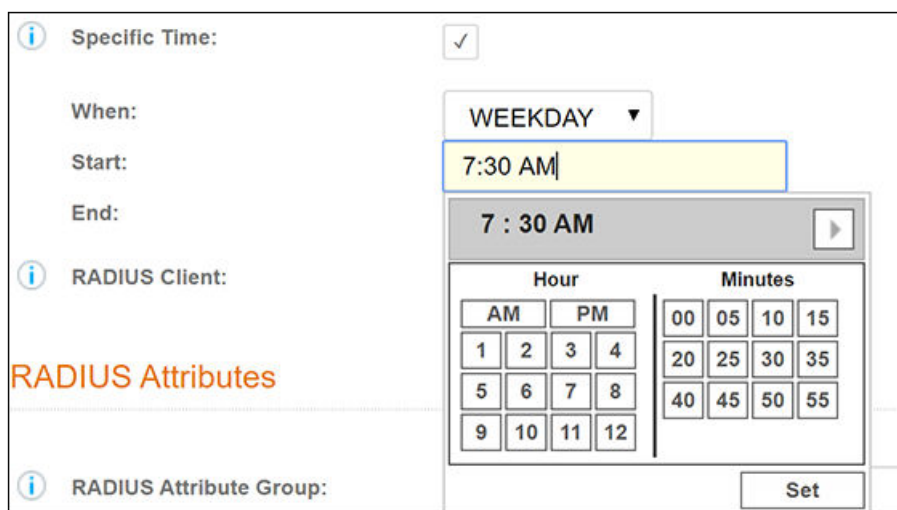 Specific Time: ✓
When: WEEKDAY
Start: 7:30 AM
End:
7 : 30 AM
RADIUS Client:
Hour Minutes
AM PM
00 05 10 15
1 2 3 4
20 25 30 35
5 6 7 8
40 45 50 55
9 10 11 12
RADIUS Attributes
RADIUS Attribute Group:
Set